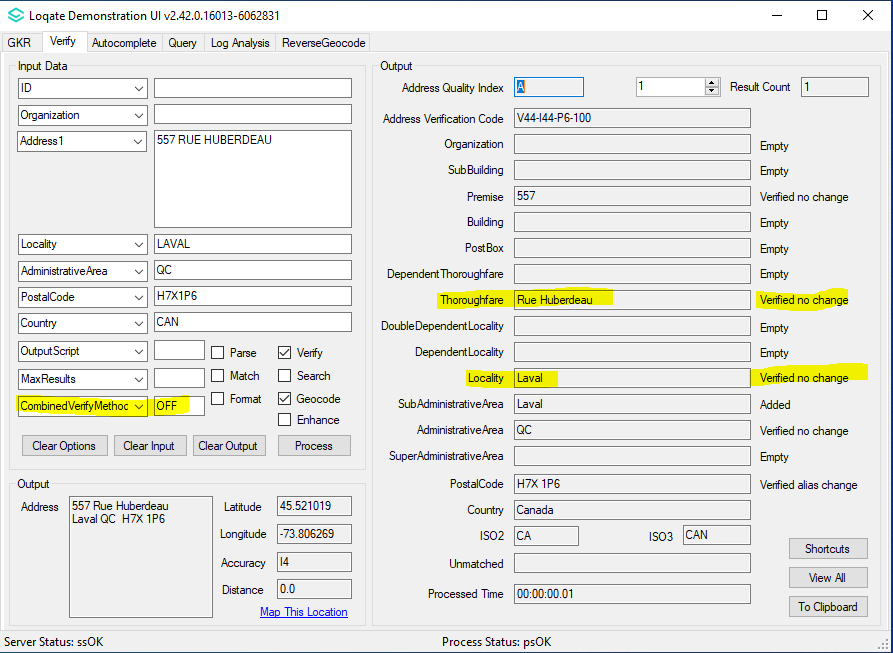 Loqate Demonstration UI v2.42.0.16013-6062831
GKR Verify Autocomplete Query Log Analysis ReverseGeocode
Input Data
ID
Organization
Address1 557 RUE HUBERDEAU
Locality LAVAL
AdministrativeArea QC
PostalCode H7X1P6
Country CAN
OutputScript Parse Verify
MaxResults Match Search
CombinedVerifyMethoc OFF Format Geocode
Enhance
Clear Options Clear Input Clear Output Process
Output
Address 557 Rue Huberdeau
Laval QC H7X 1P6
Latitude 45.521019
Longitude -73.806269
Accuracy I4
Distance 0.0
Map This Location
Output
Address Quality Index A 1 Result Count 1
Address Verification Code V44-I44-P6-100
Organization Empty
SubBuilding Empty
Premise 557 Verified no change
Building Empty
PostBox Empty
DependentThoroughfare Empty
Thoroughfare Rue Huberdeau Verified no change
DoubleDependentLocality Empty
DependentLocality Empty
Locality Laval Verified no change
SubAdministrativeArea Laval Added
AdministrativeArea QC Verified no change
SuperAdministrativeArea Empty
PostalCode H7X 1P6 Verified alias change
Country Canada
ISO2 CA ISO3 CAN
Unmatched
Processed Time 00:00:00.01
Shortcuts
View All
To Clipboard
Server Status: ssOK Process Status: psOK